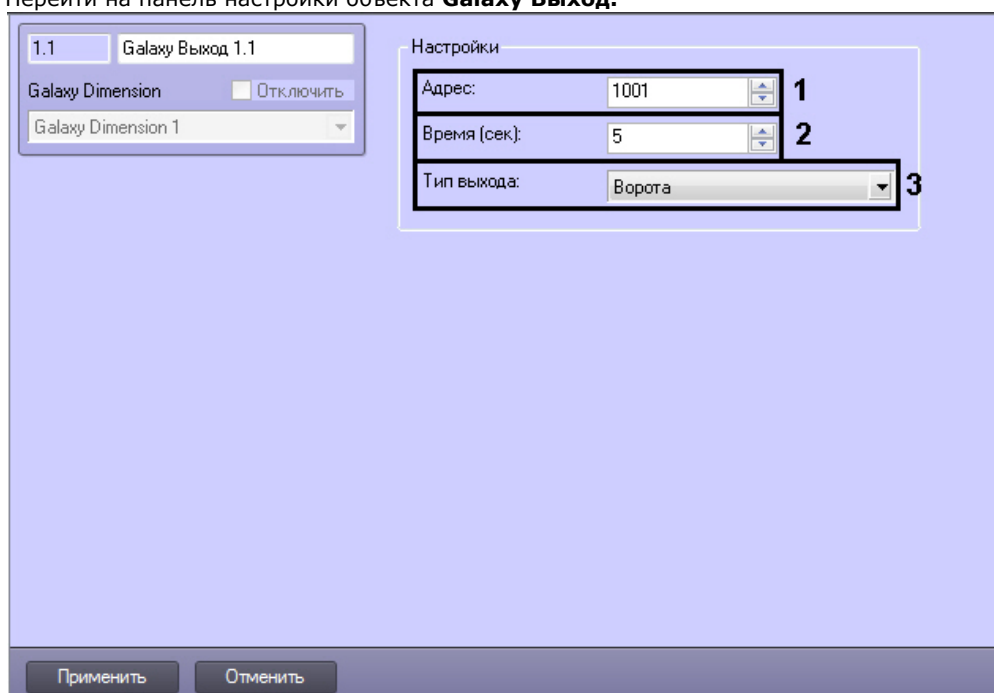 Перейти на панель настройки объекта Galaxy Выход.
1.1 Galaxy Выход 1.1
Galaxy Dimension Отключить
Galaxy Dimension 1
Настройки
Адрес: 1001 1
Время (сек): 5 2
Тип выхода: Ворота 3
Применить Отменить